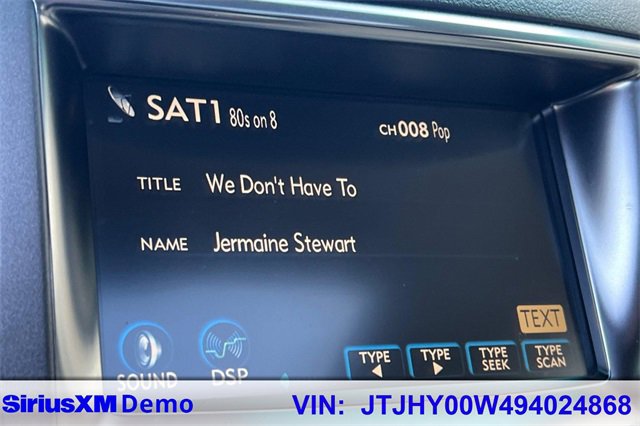 SAT1 80s on 8 CH008 Pop
TITLE We Don't Have To
NAME Jermaine Stewart
TEXT
SOUND DSP TYPE ◄ TYPE ► TYPE SEEK TYPE SCAN
SiriusXM Demo VIN: JTJHY00W494024868